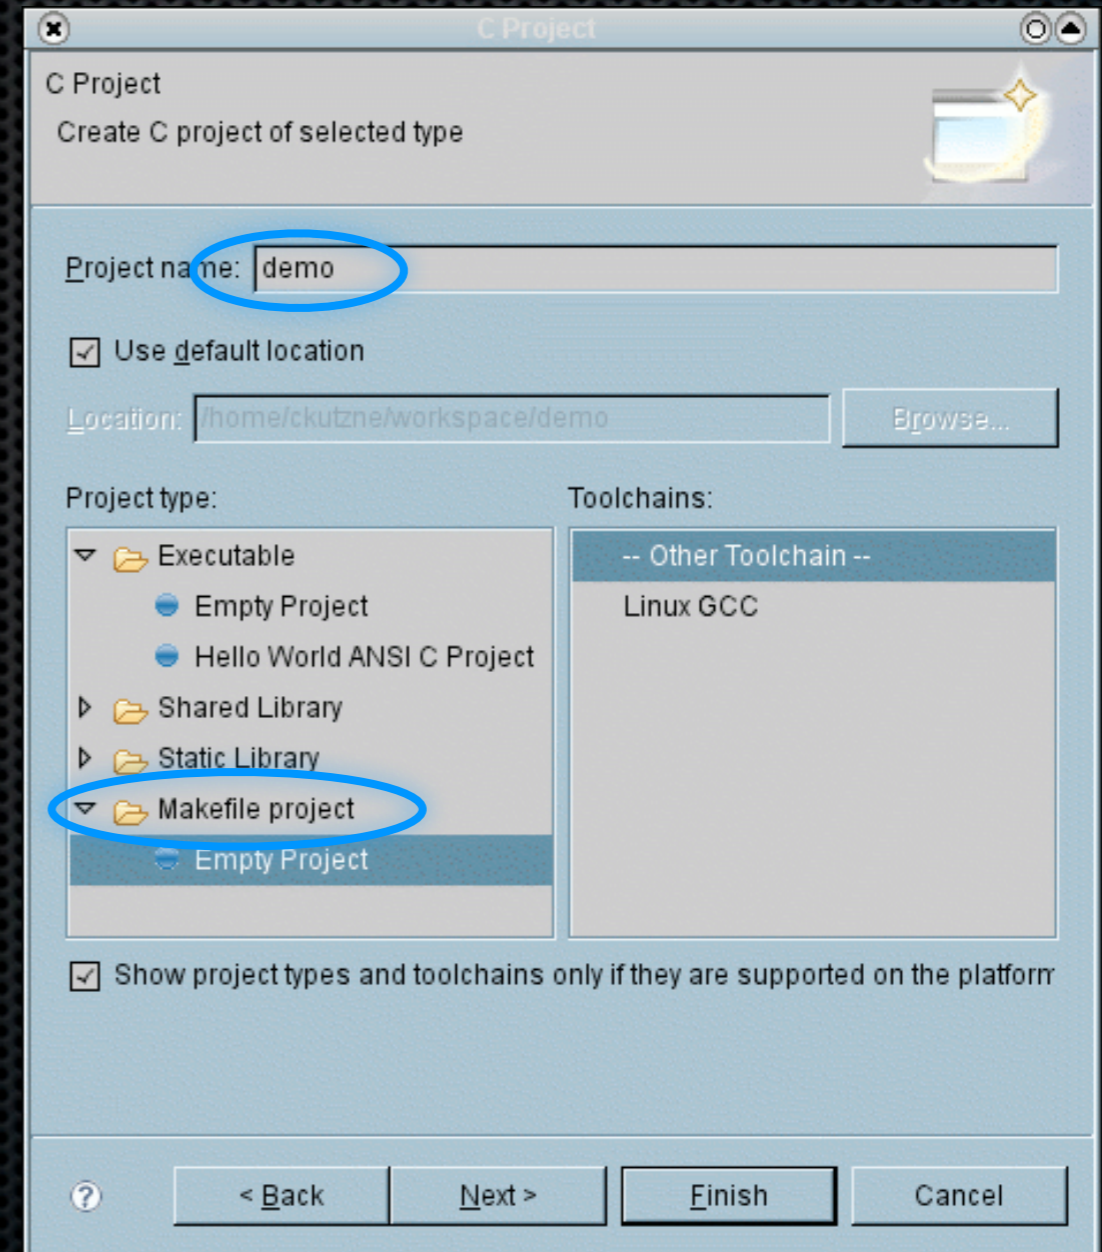 C Project
C Project
Create C project of selected type
Project name: demo
Use default location
Location: /home/ckutzne/workspace/demo Browse...
Project type: Toolchains:
Executable -- Other Toolchain --
Empty Project Linux GCC
Hello World ANSI C Project
Shared Library
Static Library
Makefile project
Empty Project
Show project types and toolchains only if they are supported on the platform
? < Back Next > Finish Cancel